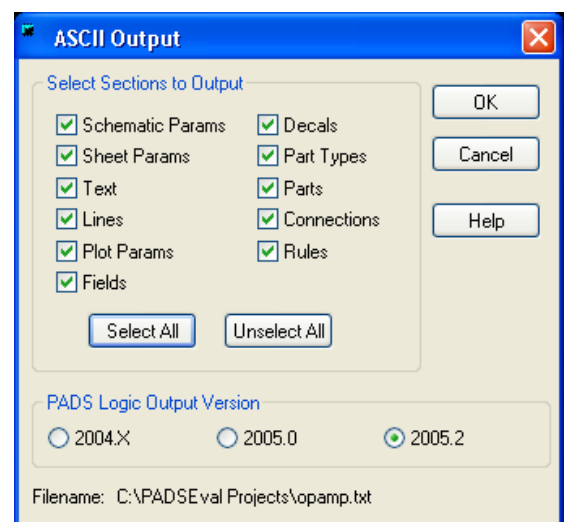 ASCII Output
Select Sections to Output
Schematic Params
Decals
Sheet Params
Part Types
Text
Parts
Lines
Connections
Plot Params
Rules
Fields
Select All
Unselect All
OK
Cancel
Help
PADS Logic Output Version
2004.X
2005.0
2005.2
Filename: C:\PADSEval Projects\opamp.txt